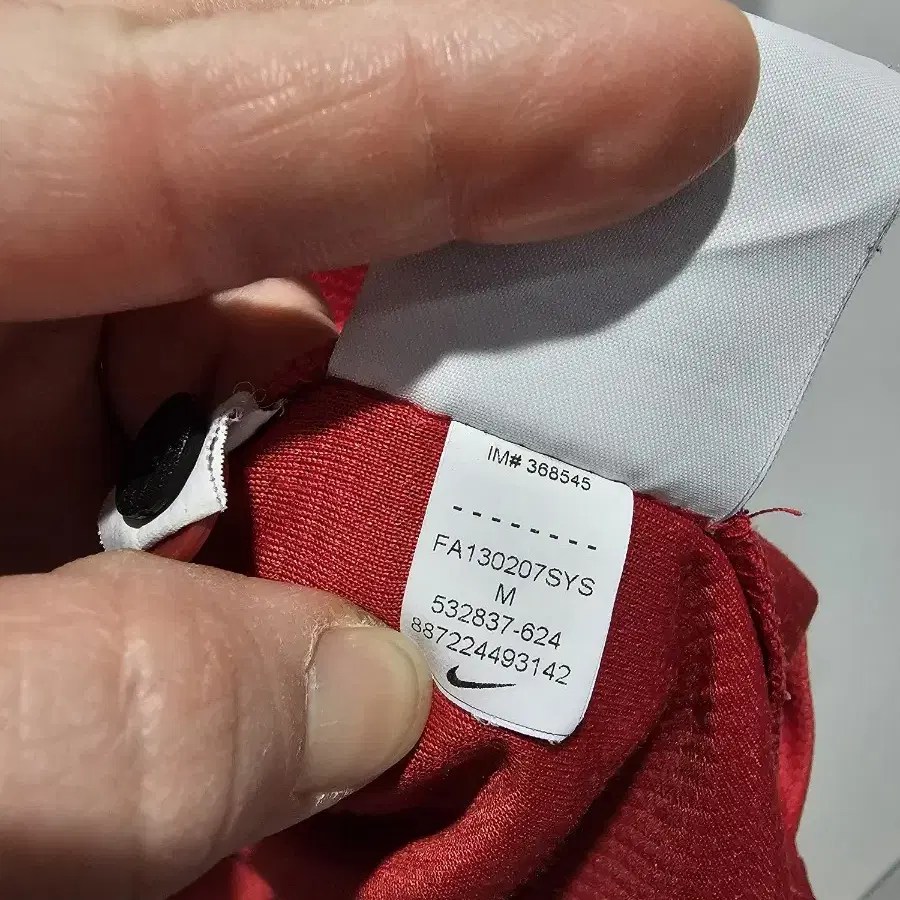 IM# 368545
--------
FA130207SYS
M
532837-624
887224493142